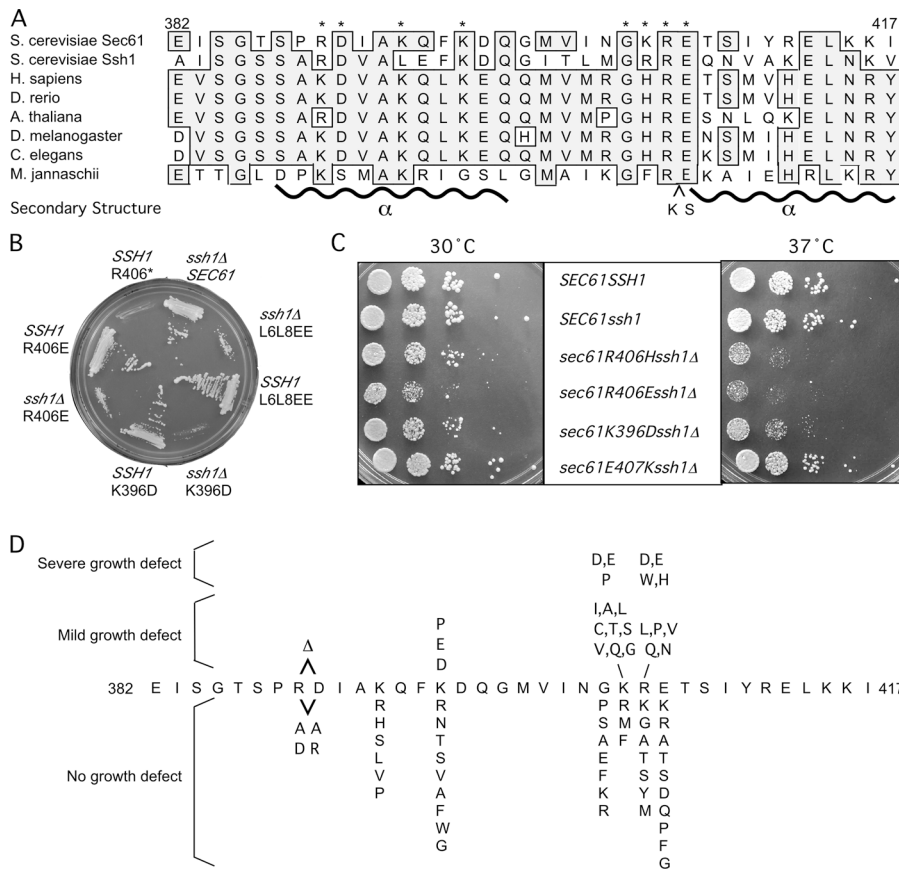 A
382 * * * * * * * * 417
S. cerevisiae Sec61 E I S G T S P R D I A K Q F K D Q G M V I N G K R E T S I Y R E L K K I
S. cerevisiae Ssh1 A I S G S S A R D V A L E F K D Q G I T L M G R R E Q N V A K E L N K V
H. sapiens E V S G S S A K D V A K Q L K E Q Q M V M R G H R E T S M V H E L N R Y
D. rerio E V S G S S A K D V A K Q L K E Q Q M V M R G H R E T S M V H E L N R Y
A. thaliana E V S G S S A R D V A K Q L K E Q Q M V M P G H R E S N L Q K E L N R Y
D. melanogaster D V S G S S A K D V A K Q L K E Q H M V M R G H R E N S M I H E L N R Y
C. elegans D V S G S S A K D V A K Q L K E Q Q M V M R G H R E K S M I H E L N R Y
M. jannaschii E T T G L D P K S M A K R I G S L G M A I K G F R E K A I E H R L K R Y
Secondary Structure α K S α
B
SSH1
R406*
ssh1Δ
SEC61
ssh1Δ
L6L8EE
SSH1
L6L8EE
ssh1Δ
K396D
SSH1
K396D
ssh1Δ
R406E
SSH1
R406E
C
30˚C
37˚C
SEC61SSH1
SEC61ssh1
sec61R406Hssh1Δ
sec61R406Essh1Δ
sec61K396Dssh1Δ
sec61E407Kssh1Δ
D
Severe growth defect
D,E D,E
P W,H
Mild growth defect
I,A,L
P C,T,S L,P,V
E V,Q,G Q,N
Δ D
382 E I S G T S P R D I A K Q F K D Q G M V I N G K R E T S I Y R E L K K I 417
No growth defect
R R P R K K
A A H N S M G R
D R S T A F A A
L S E T T
V V F S S
P A K Y D
F R M Q
W P
G F
G